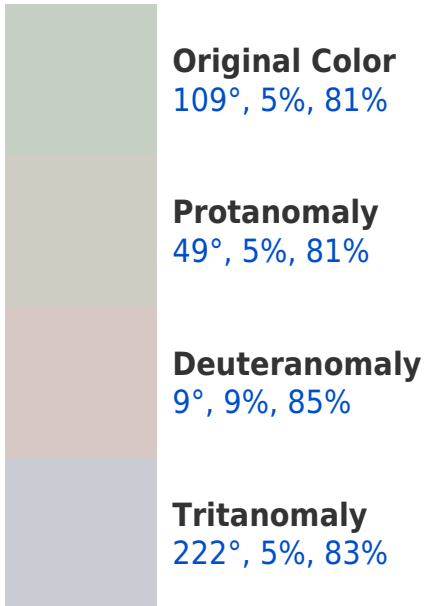 Original Color
109°, 5%, 81%
Protanomaly
49°, 5%, 81%
Deuteranomaly
9°, 9%, 85%
Tritanomaly
222°, 5%, 83%